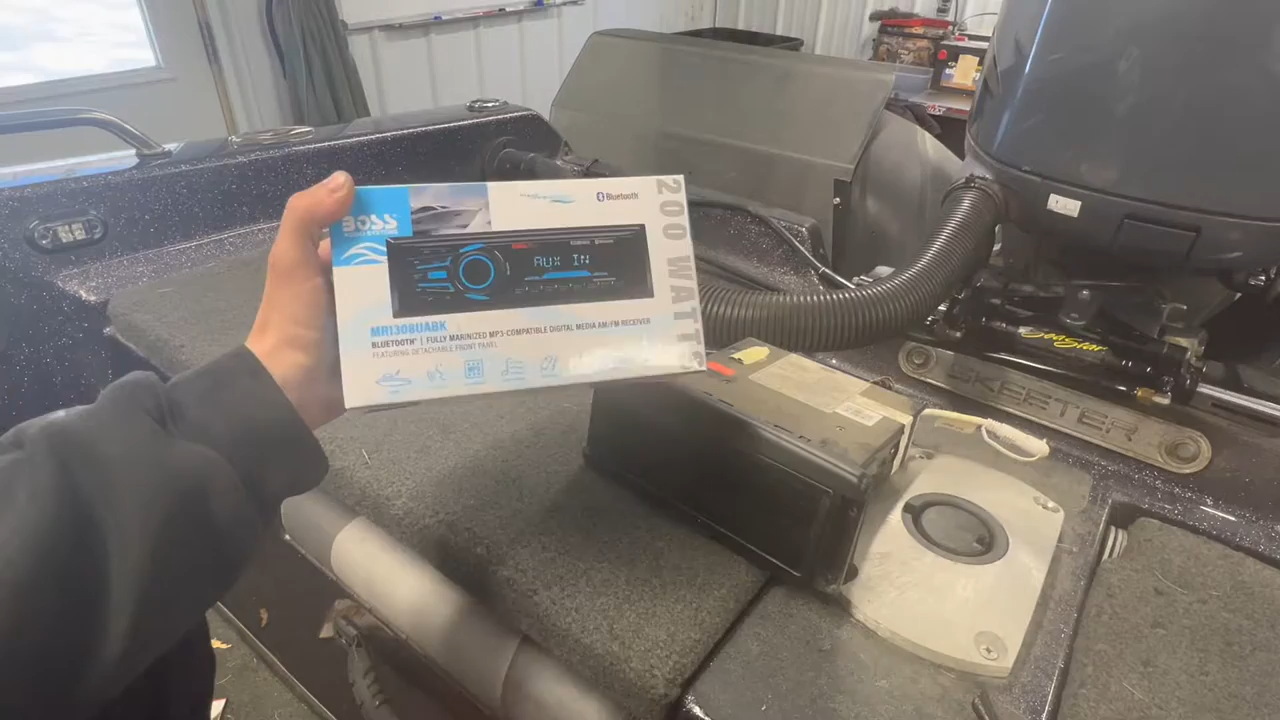 BOSS
Bluetooth
200 WATTS
AUX IN
MR1308UABK
BLUETOOTH® | FULLY MARINIZED MP3-COMPATIBLE DIGITAL MEDIA AM/FM RECEIVER
FEATURING DETACHABLE FRONT PANEL
SeaStar
SKEETER